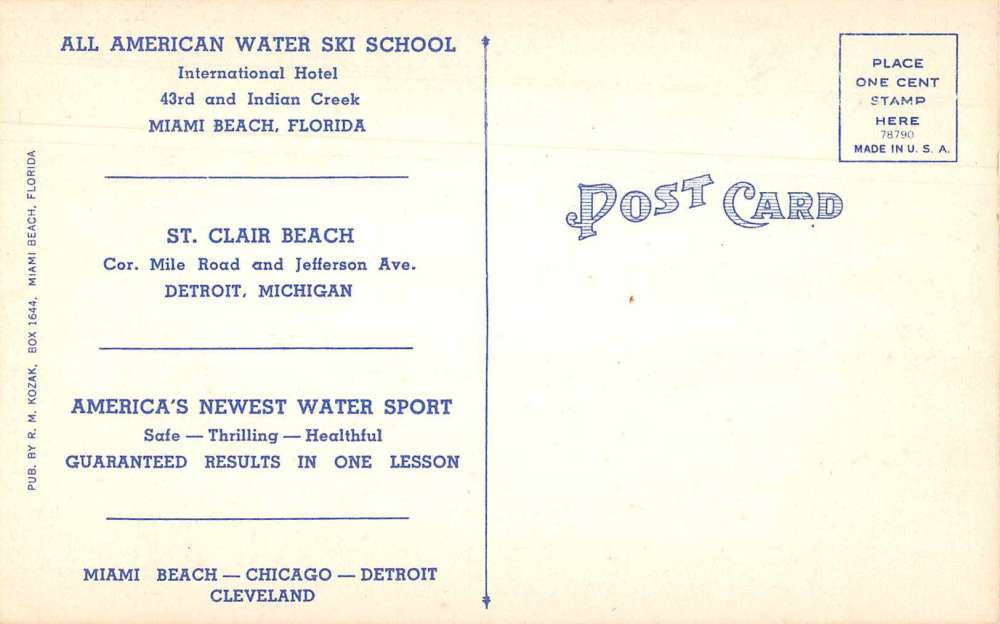 ALL AMERICAN WATER SKI SCHOOL
International Hotel
43rd and Indian Creek
MIAMI BEACH, FLORIDA
ST. CLAIR BEACH
Cor. Mile Road and Jefferson Ave.
DETROIT, MICHIGAN
AMERICA'S NEWEST WATER SPORT
Safe — Thrilling — Healthful
GUARANTEED RESULTS IN ONE LESSON
MIAMI BEACH — CHICAGO — DETROIT
CLEVELAND
PUB. BY R. M. KOZAK, BOX 1644, MIAMI BEACH, FLORIDA
POST CARD
PLACE
ONE CENT
STAMP
HERE
78790
MADE IN U. S. A.